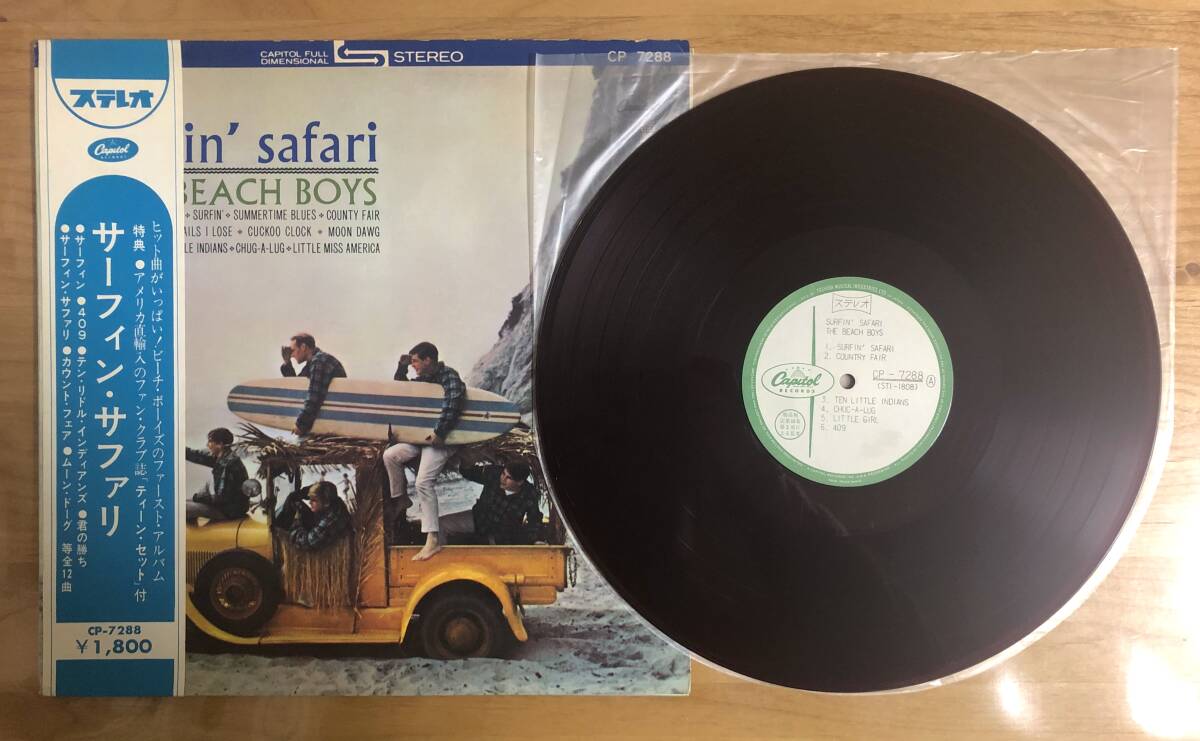 ステレオ
Capitol
RECORDS
ヒット曲がいっぱい!ビーチ・ボーイズのファースト・アルバム
特典●アメリカ直輸入のファン・クラブ誌「ティーン・セット」付
サーフィン・サファリ
●サーフィン●409●テン・リトル・インディアンズ●君の勝ち
●サーフィン・サファリ●カウント・フェア●ムーン・ドーグ 等全12曲
CP-7288
¥1,800
CAPITOL FULL
DIMENSIONAL
STEREO
CP 7288
in' safari
BEACH BOYS
SURFIN' • SUMMERTIME BLUES • COUNTY FAIR
AILS I LOSE • CUCKOO CLOCK • MOON DAWG
LE INDIANS • CHUG-A-LUG • LITTLE MISS AMERICA
ステレオ
SURFIN' SAFARI
THE BEACH BOYS
1. SURFIN' SAFARI
2. COUNTRY FAIR
CP-7288 A
(ST1-1808)
Capitol
RECORDS
3. TEN LITTLE INDIANS
4. CHUG-A-LUG
5. LITTLE GIRL
6. 409